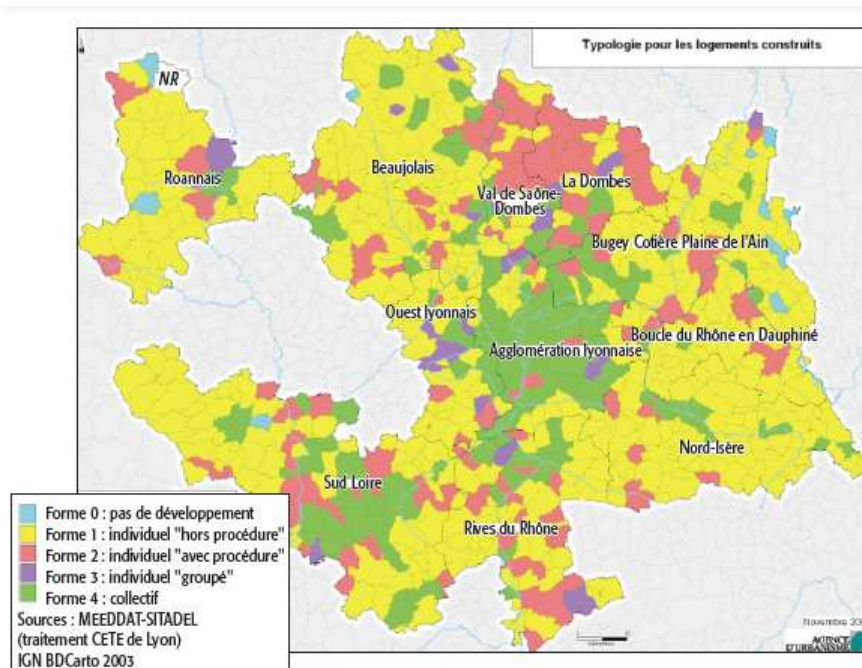 Typologie pour les logements construits
NR
Roannais
Beaujolais
La Dombes
Val de Saône-
Dombes
Bugey Cotière Plaine de l'Ain
Ouest lyonnais
Boucle du Rhône en Dauphiné
Agglomération lyonnaise
Nord-Isère
Sud Loire
Rives du Rhône
Forme 0 : pas de développement
Forme 1 : individuel "hors procédure"
Forme 2 : individuel "avec procédure"
Forme 3 : individuel "groupé"
Forme 4 : collectif
Sources : MEEDDAT-SITADEL
(traitement CETE de Lyon)
IGN BDCarto 2003
Novembre
AGENCE
D'URBANISME